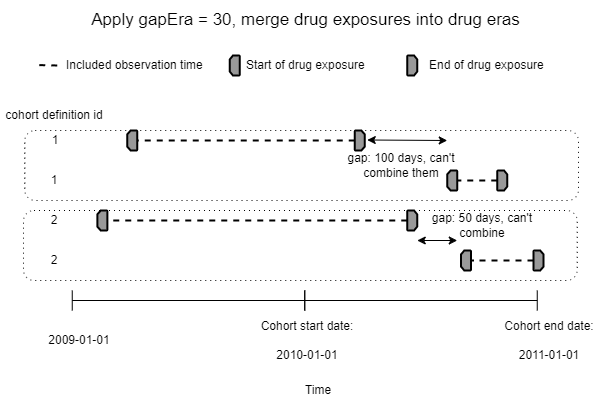 Apply gapEra = 30, merge drug exposures into drug eras
Included observation time
Start of drug exposure
End of drug exposure
cohort definition id
1
gap: 100 days, can't
combine them
1
2
gap: 50 days, can't
combine
2
2009-01-01
Cohort start date:
2010-01-01
Cohort end date:
2011-01-01
Time